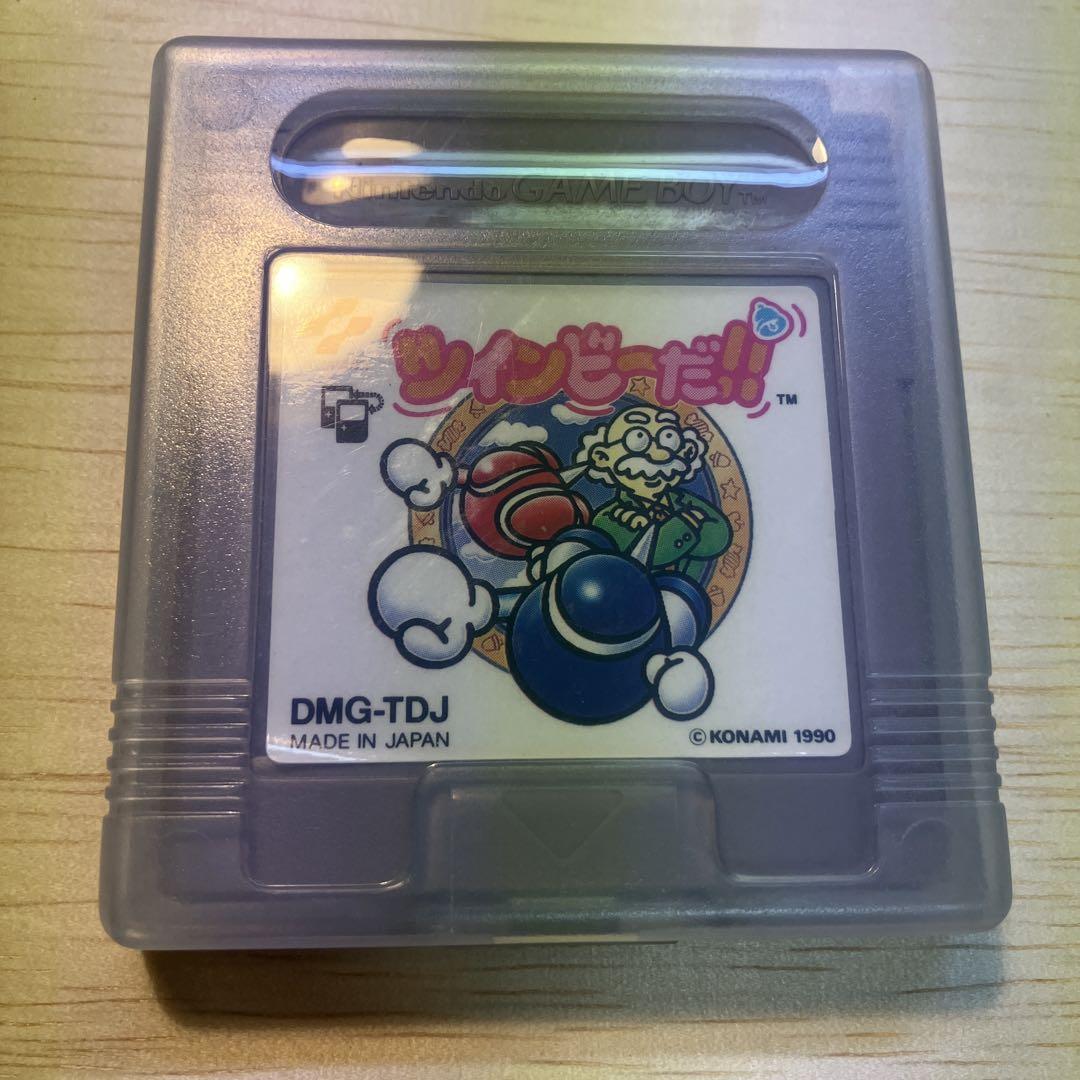 Nintendo GAME BOY™
ツインビーだ!!
™
DMG-TDJ
MADE IN JAPAN
© KONAMI 1990